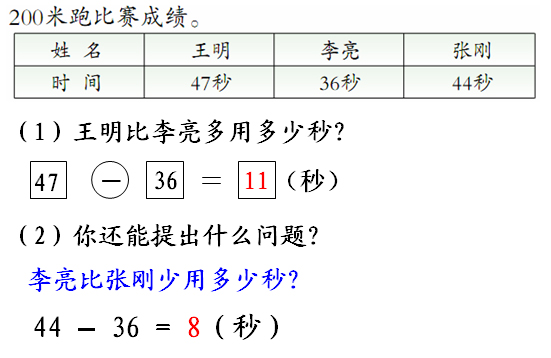 200米跑比赛成绩。
姓 名 王明 李亮 张刚
时 间 47秒 36秒 44秒
（1）王明比李亮多用多少秒？
47 － 36 ＝ 11（秒）
（2）你还能提出什么问题？
李亮比张刚少用多少秒？
44 － 36 ＝ 8（秒）